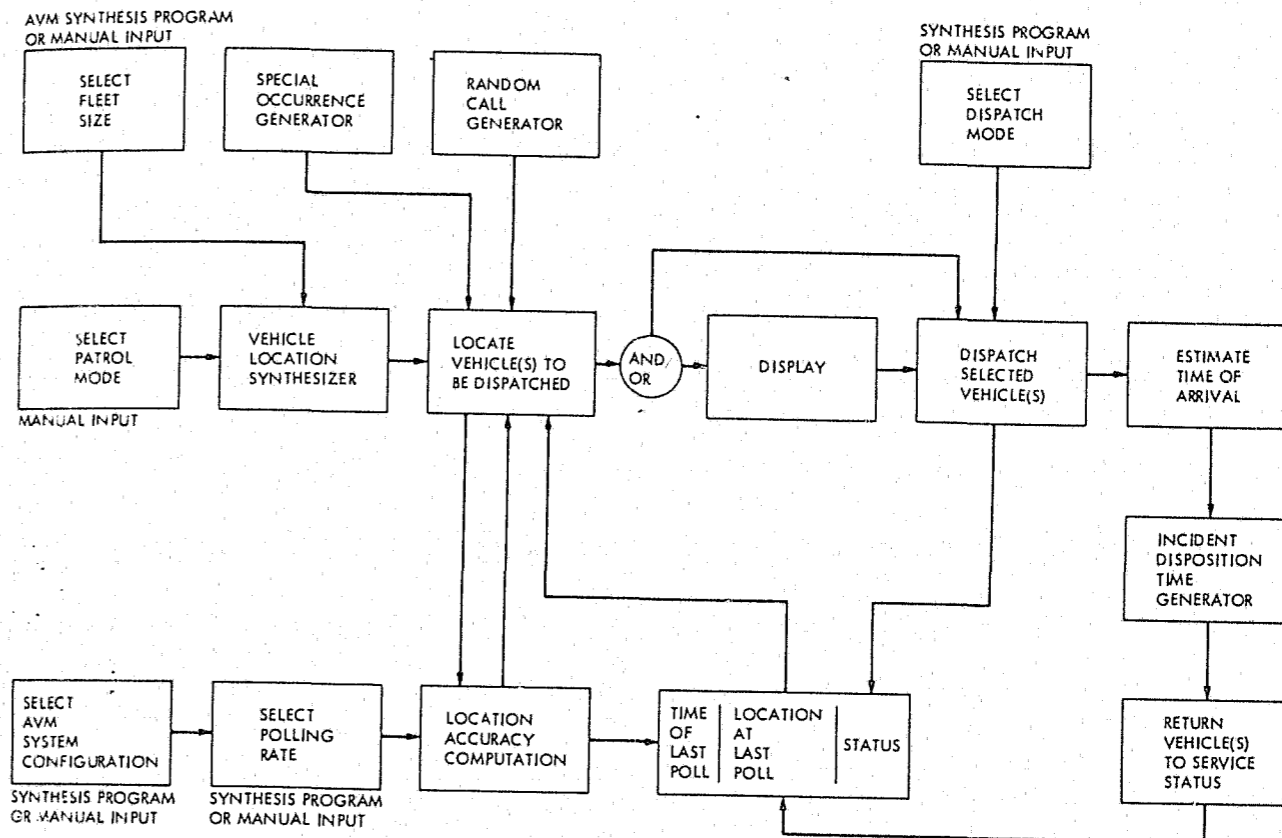 AVM SYNTHESIS PROGRAM
OR MANUAL INPUT
SELECT
FLEET
SIZE
SPECIAL
OCCURRENCE
GENERATOR
RANDOM
CALL
GENERATOR
SYNTHESIS PROGRAM
OR MANUAL INPUT
SELECT
DISPATCH
MODE
SELECT
PATROL
MODE
MANUAL INPUT
VEHICLE
LOCATION
SYNTHESIZER
LOCATE
VEHICLE(S) TO
BE DISPATCHED
AND/
OR
DISPLAY
DISPATCH
SELECTED
VEHICLE(S)
ESTIMATE
TIME OF
ARRIVAL
INCIDENT
DISPOSITION
TIME
GENERATOR
SELECT
AVM
SYSTEM
CONFIGURATION
SYNTHESIS PROGRAM
OR MANUAL INPUT
SELECT
POLLING
RATE
SYNTHESIS PROGRAM
OR MANUAL INPUT
LOCATION
ACCURACY
COMPUTATION
TIME
OF
LAST
POLL
LOCATION
AT
LAST
POLL
STATUS
RETURN
VEHICLE(S)
TO SERVICE
STATUS